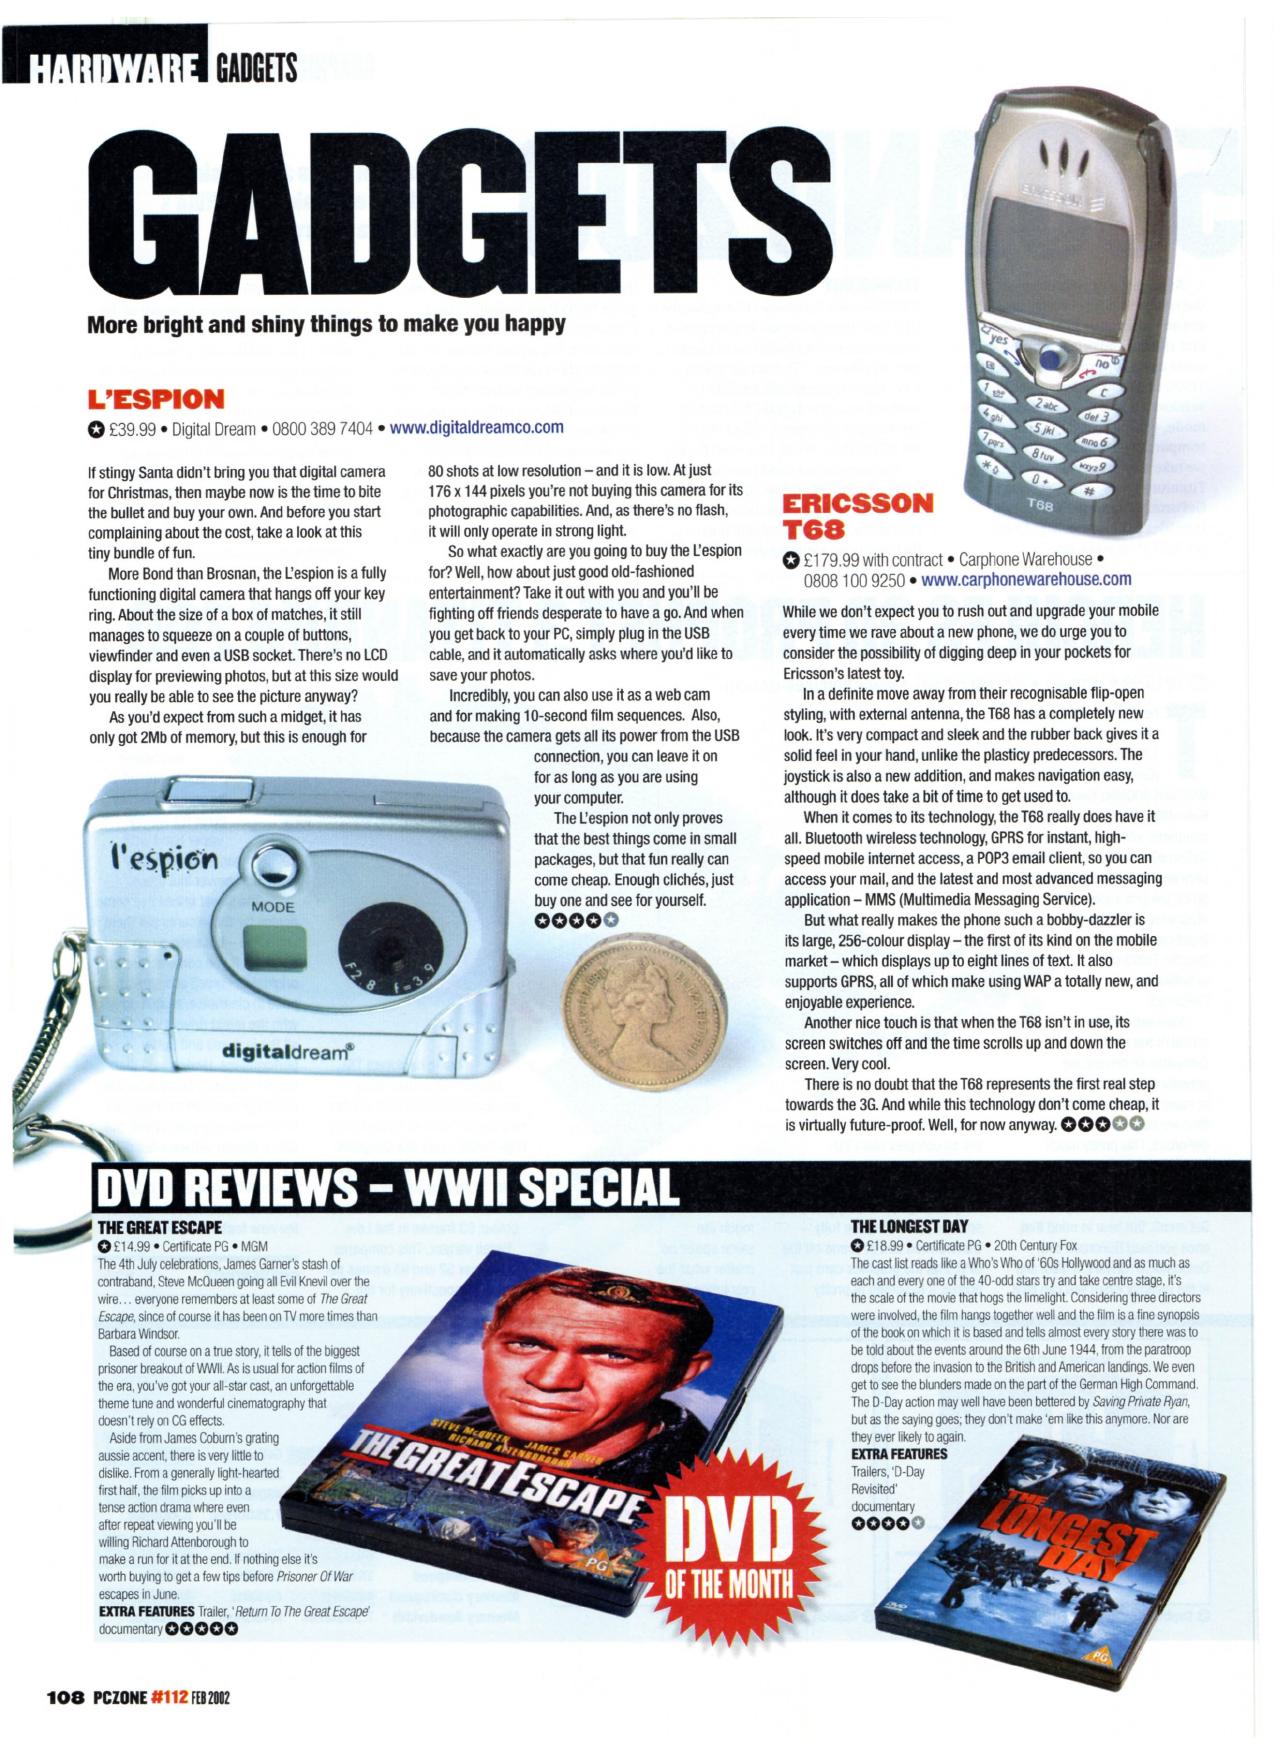 HARDWARE GADGETS
GADGETS
More bright and shiny things to make you happy
L'ESPION
£39.99 • Digital Dream • 0800 389 7404 • www.digitaldreamco.com
If stingy Santa didn't bring you that digital camera
for Christmas, then maybe now is the time to bite
the bullet and buy your own. And before you start
complaining about the cost, take a look at this
tiny bundle of fun.
More Bond than Brosnan, the L'espion is a fully
functioning digital camera that hangs off your key
ring. About the size of a box of matches, it still
manages to squeeze on a couple of buttons,
viewfinder and even a USB socket. There's no LCD
display for previewing photos, but at this size would
you really be able to see the picture anyway?
As you'd expect from such a midget, it has
only got 2Mb of memory, but this is enough for
80 shots at low resolution – and it is low. At just
176 x 144 pixels you're not buying this camera for its
photographic capabilities. And, as there's no flash,
it will only operate in strong light.
So what exactly are you going to buy the L'espion
for? Well, how about just good old-fashioned
entertainment? Take it out with you and you'll be
fighting off friends desperate to have a go. And when
you get back to your PC, simply plug in the USB
cable, and it automatically asks where you'd like to
save your photos.
Incredibly, you can also use it as a web cam
and for making 10-second film sequences. Also,
because the camera gets all its power from the USB
connection, you can leave it on
for as long as you are using
your computer.
The L'espion not only proves
that the best things come in small
packages, but that fun really can
come cheap. Enough clichés, just
buy one and see for yourself.
l'espion
MODE
F2.8 f=3.9
digitaldream®
ERICSSON
yes
no
1
C
2 abc
def 3
4 ghi
5 jkl
mno 6
7 pqrs
8 tuv
wxyz 9
*
0 +
#
T68
ERICSSON
T68
£179.99 with contract • Carphone Warehouse •
0808 100 9250 • www.carphonewarehouse.com
While we don't expect you to rush out and upgrade your mobile
every time we rave about a new phone, we do urge you to
consider the possibility of digging deep in your pockets for
Ericsson's latest toy.
In a definite move away from their recognisable flip-open
styling, with external antenna, the T68 has a completely new
look. It's very compact and sleek and the rubber back gives it a
solid feel in your hand, unlike the plasticy predecessors. The
joystick is also a new addition, and makes navigation easy,
although it does take a bit of time to get used to.
When it comes to its technology, the T68 really does have it
all. Bluetooth wireless technology, GPRS for instant, high-
speed mobile internet access, a POP3 email client, so you can
access your mail, and the latest and most advanced messaging
application – MMS (Multimedia Messaging Service).
But what really makes the phone such a bobby-dazzler is
its large, 256-colour display – the first of its kind on the mobile
market – which displays up to eight lines of text. It also
supports GPRS, all of which make using WAP a totally new, and
enjoyable experience.
Another nice touch is that when the T68 isn't in use, its
screen switches off and the time scrolls up and down the
screen. Very cool.
There is no doubt that the T68 represents the first real step
towards the 3G. And while this technology don't come cheap, it
is virtually future-proof. Well, for now anyway.
DVD REVIEWS – WWII SPECIAL
THE GREAT ESCAPE
£14.99 • Certificate PG • MGM
The 4th July celebrations, James Garner's stash of
contraband, Steve McQueen going all Evil Knevil over the
wire... everyone remembers at least some of The Great
Escape, since of course it has been on TV more times than
Barbara Windsor.
Based of course on a true story, it tells of the biggest
prisoner breakout of WWII. As is usual for action films of
the era, you've got your all-star cast, an unforgettable
theme tune and wonderful cinematography that
doesn't rely on CG effects.
Aside from James Coburn's grating
aussie accent, there is very little to
dislike. From a generally light-hearted
first half, the film picks up into a
tense action drama where even
after repeat viewing you'll be
willing Richard Attenborough to
make a run for it at the end. If nothing else it's
worth buying to get a few tips before Prisoner Of War
escapes in June.
EXTRA FEATURES Trailer, 'Return To The Great Escape'
documentary
STEVE McQUEEN JAMES GARNER
RICHARD ATTENBOROUGH
THE GREAT ESCAPE
PG
DVD
OF THE MONTH
THE LONGEST DAY
£18.99 • Certificate PG • 20th Century Fox
The cast list reads like a Who's Who of '60s Hollywood and as much as
each and every one of the 40-odd stars try and take centre stage, it's
the scale of the movie that hogs the limelight. Considering three directors
were involved, the film hangs together well and the film is a fine synopsis
of the book on which it is based and tells almost every story there was to
be told about the events around the 6th June 1944, from the paratroop
drops before the invasion to the British and American landings. We even
get to see the blunders made on the part of the German High Command.
The D-Day action may well have been bettered by Saving Private Ryan,
but as the saying goes; they don't make 'em like this anymore. Nor are
they ever likely to again.
EXTRA FEATURES
Trailers, 'D-Day
Revisited'
documentary
THE
LONGEST
DAY
DVD
PG
108 PCZONE #112 FEB 2002